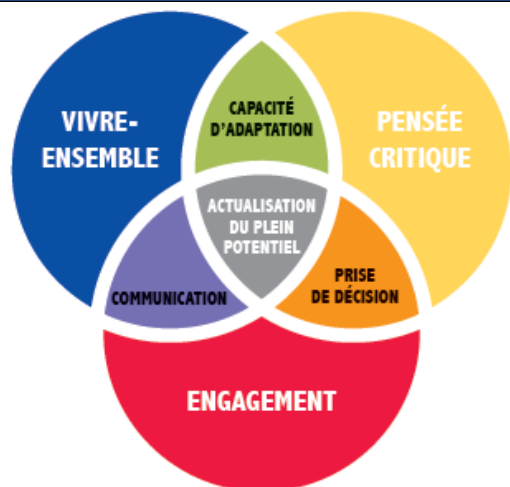 CAPACITÉ
D'ADAPTATION
VIVRE-
ENSEMBLE
PENSÉE
CRITIQUE
ACTUALISATION
DU PLEIN
POTENTIEL
COMMUNICATION
PRISE
DE DÉCISION
ENGAGEMENT